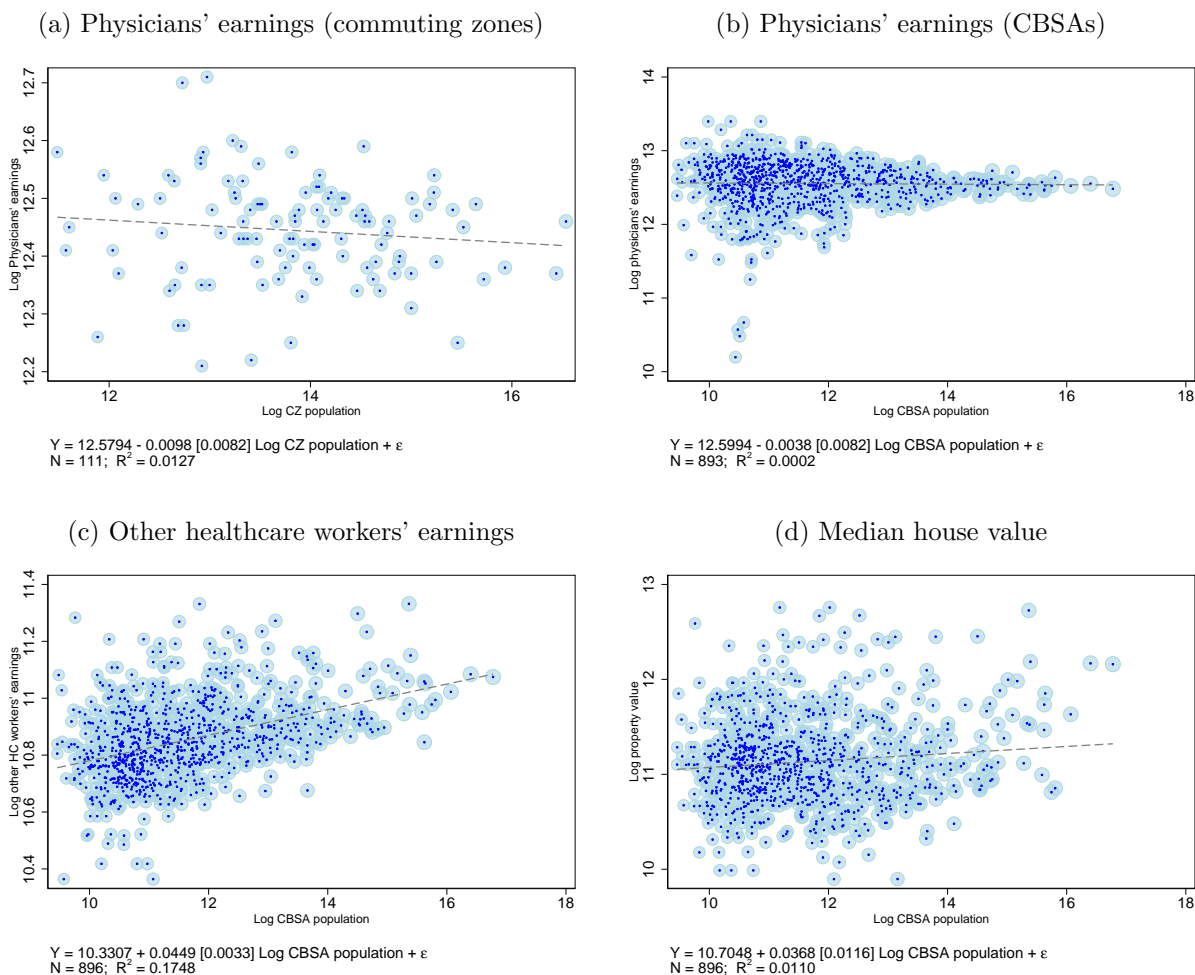 (a) Physicians' earnings (commuting zones)
12.7
12.6
12.5
12.4
12.3
12.2
Log Physicians' earnings
12
14
16
Log CZ population
Y = 12.5794 - 0.0098 [0.0082] Log CZ population + ε
N = 111; R² = 0.0127
(b) Physicians' earnings (CBSAs)
14
13
12
11
10
Log physicians' earnings
10
12
14
16
18
Log CBSA population
Y = 12.5994 - 0.0038 [0.0082] Log CBSA population + ε
N = 893; R² = 0.0002
(c) Other healthcare workers' earnings
11.4
11.2
11
10.8
10.6
10.4
Log other HC workers' earnings
10
12
14
16
18
Log CBSA population
Y = 10.3307 + 0.0449 [0.0033] Log CBSA population + ε
N = 896; R² = 0.1748
(d) Median house value
13
12
11
10
Log property value
10
12
14
16
18
Log CBSA population
Y = 10.7048 + 0.0368 [0.0116] Log CBSA population + ε
N = 896; R² = 0.0110